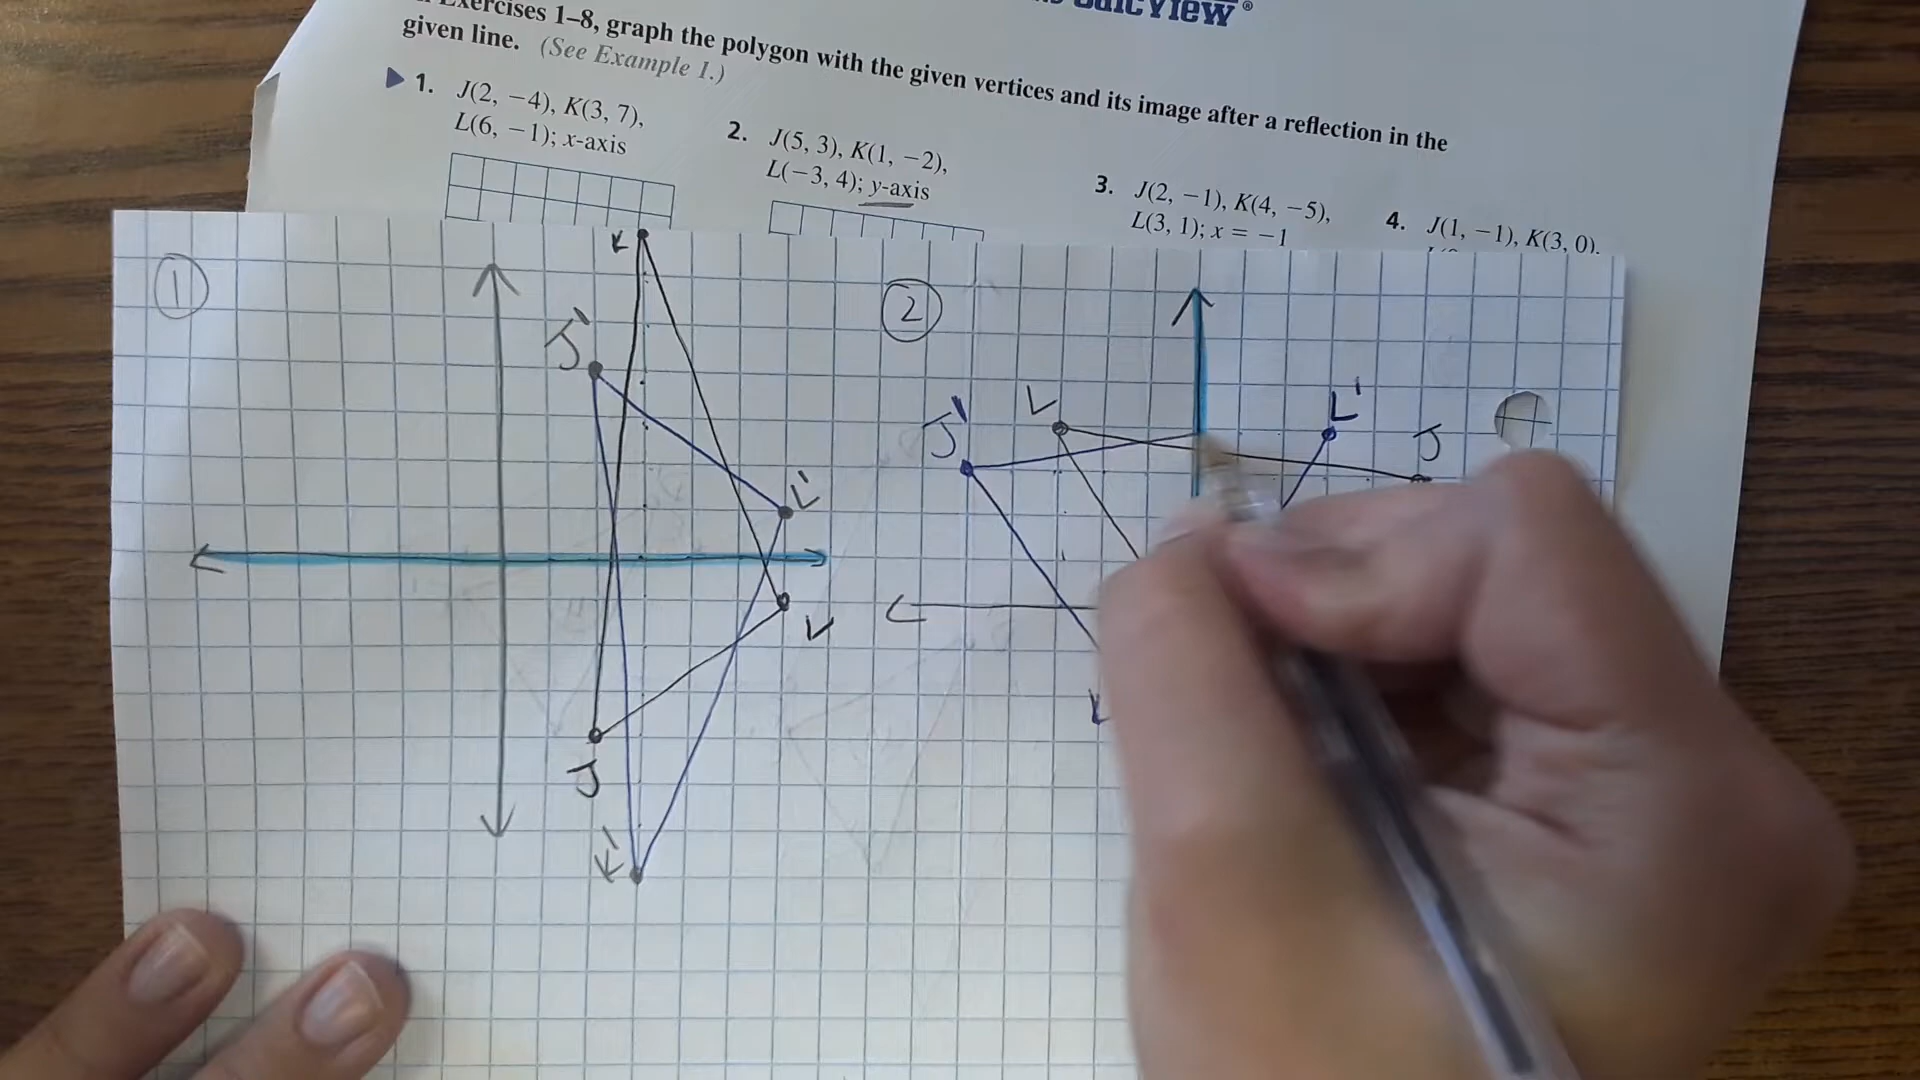 Exercises 1–8, graph the polygon with the given vertices and its image after a reflection in the
given line. (See Example 1.)
1. J(2, −4), K(3, 7),
L(6, −1); x-axis
2. J(5, 3), K(1, −2),
L(−3, 4); y-axis
3. J(2, −1), K(4, −5),
L(3, 1); x = −1
4. J(1, −1), K(3, 0),
1
K
J'
L'
L
J
K'
2
L
J'
L'
J